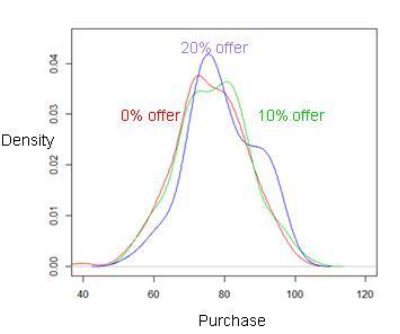 20% offer
0% offer
10% offer
Density
0.04
0.03
0.02
0.01
0.00
40 60 80 100 120
Purchase